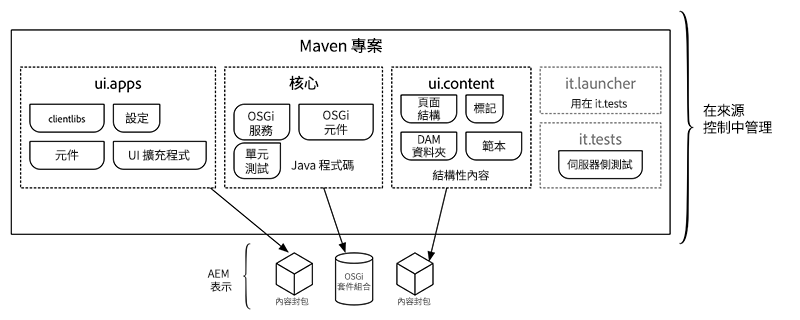 Maven 專案
ui.apps
clientlibs
設定
元件
UI 擴充程式
核心
OSGi
服務
OSGi
元件
單元
測試
Java 程式碼
ui.content
頁面
結構
標記
DAM
資料夾
範本
結構性內容
it.launcher
用在 it.tests
it.tests
伺服器側測試
在來源
控制中管理
AEM
表示
內容封包
OSGi
套件組合
內容封包